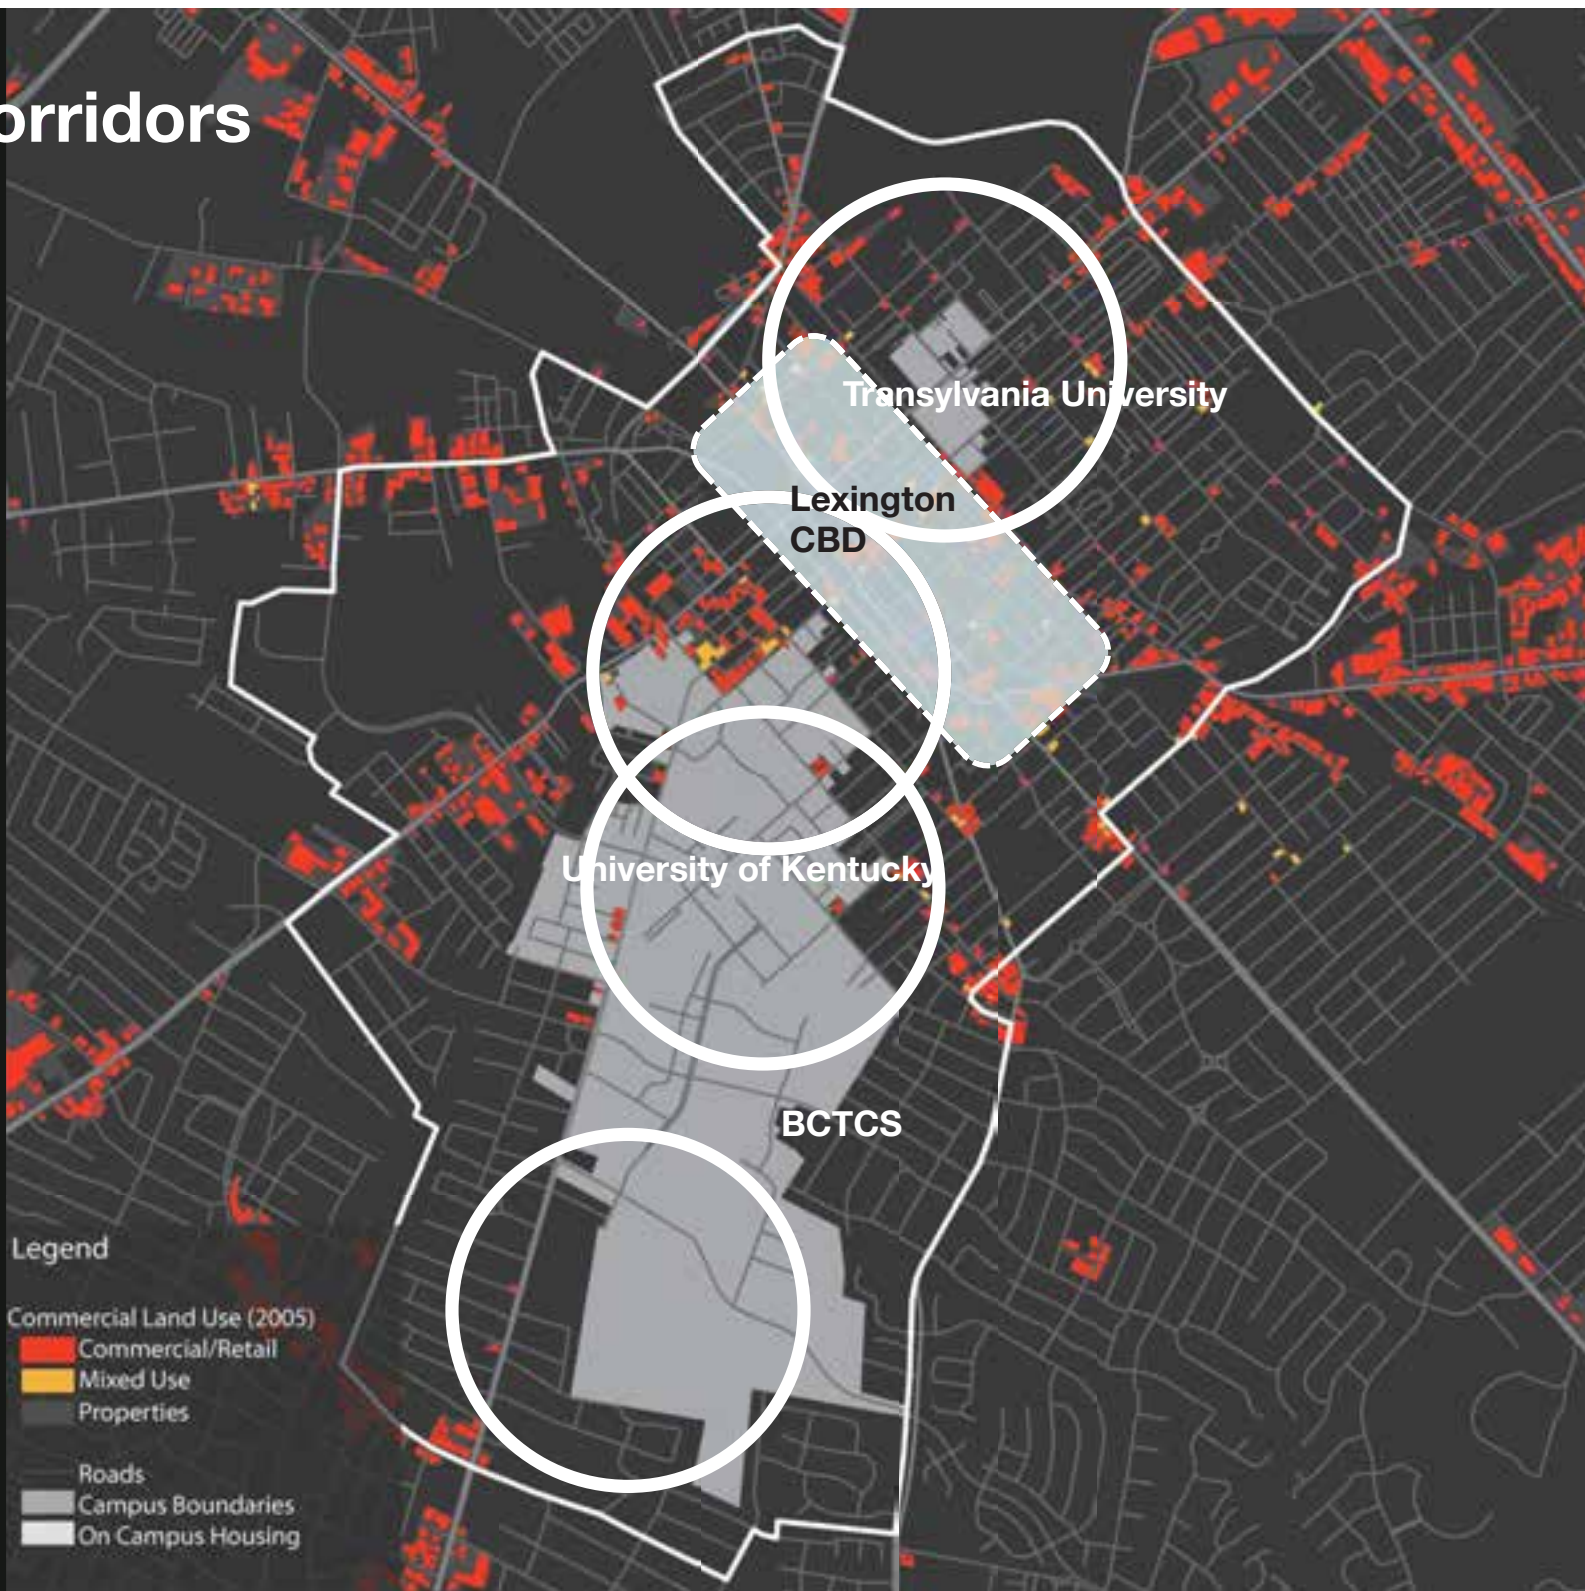 orridors
Transylvania University
Lexington
CBD
University of Kentucky
BCTCS
Legend
Commercial Land Use (2005)
Commercial/Retail
Mixed Use
Properties
Roads
Campus Boundaries
On Campus Housing